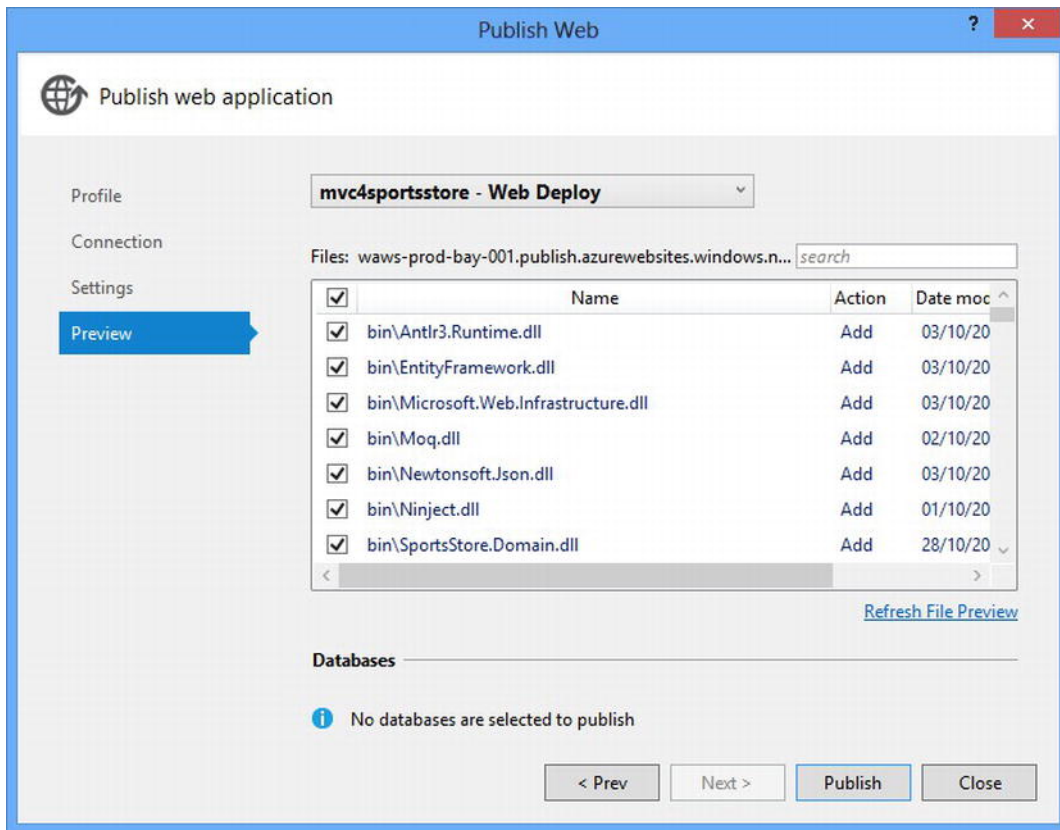 Publish Web
?
Publish web application
Profile
Connection
Settings
Preview
mvc4sportsstore - Web Deploy
Files: waws-prod-bay-001.publish.azurewebsites.windows.n... search
Name Action Date moc
bin\Antlr3.Runtime.dll Add 03/10/20
bin\EntityFramework.dll Add 03/10/20
bin\Microsoft.Web.Infrastructure.dll Add 03/10/20
bin\Moq.dll Add 02/10/20
bin\Newtonsoft.Json.dll Add 03/10/20
bin\Ninject.dll Add 01/10/20
bin\SportsStore.Domain.dll Add 28/10/20
Refresh File Preview
Databases
No databases are selected to publish
< Prev Next > Publish Close